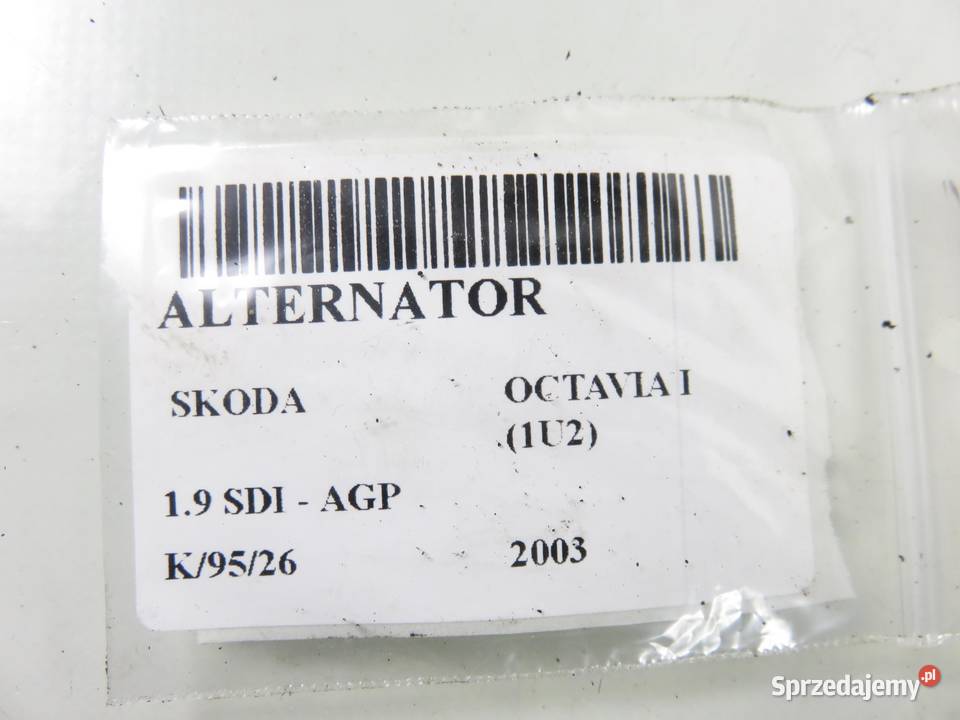 ALTERNATOR
SKODA OCTAVIA I
(1U2)
1.9 SDI - AGP
K/95/26 2003
Sprzedajemy.pl